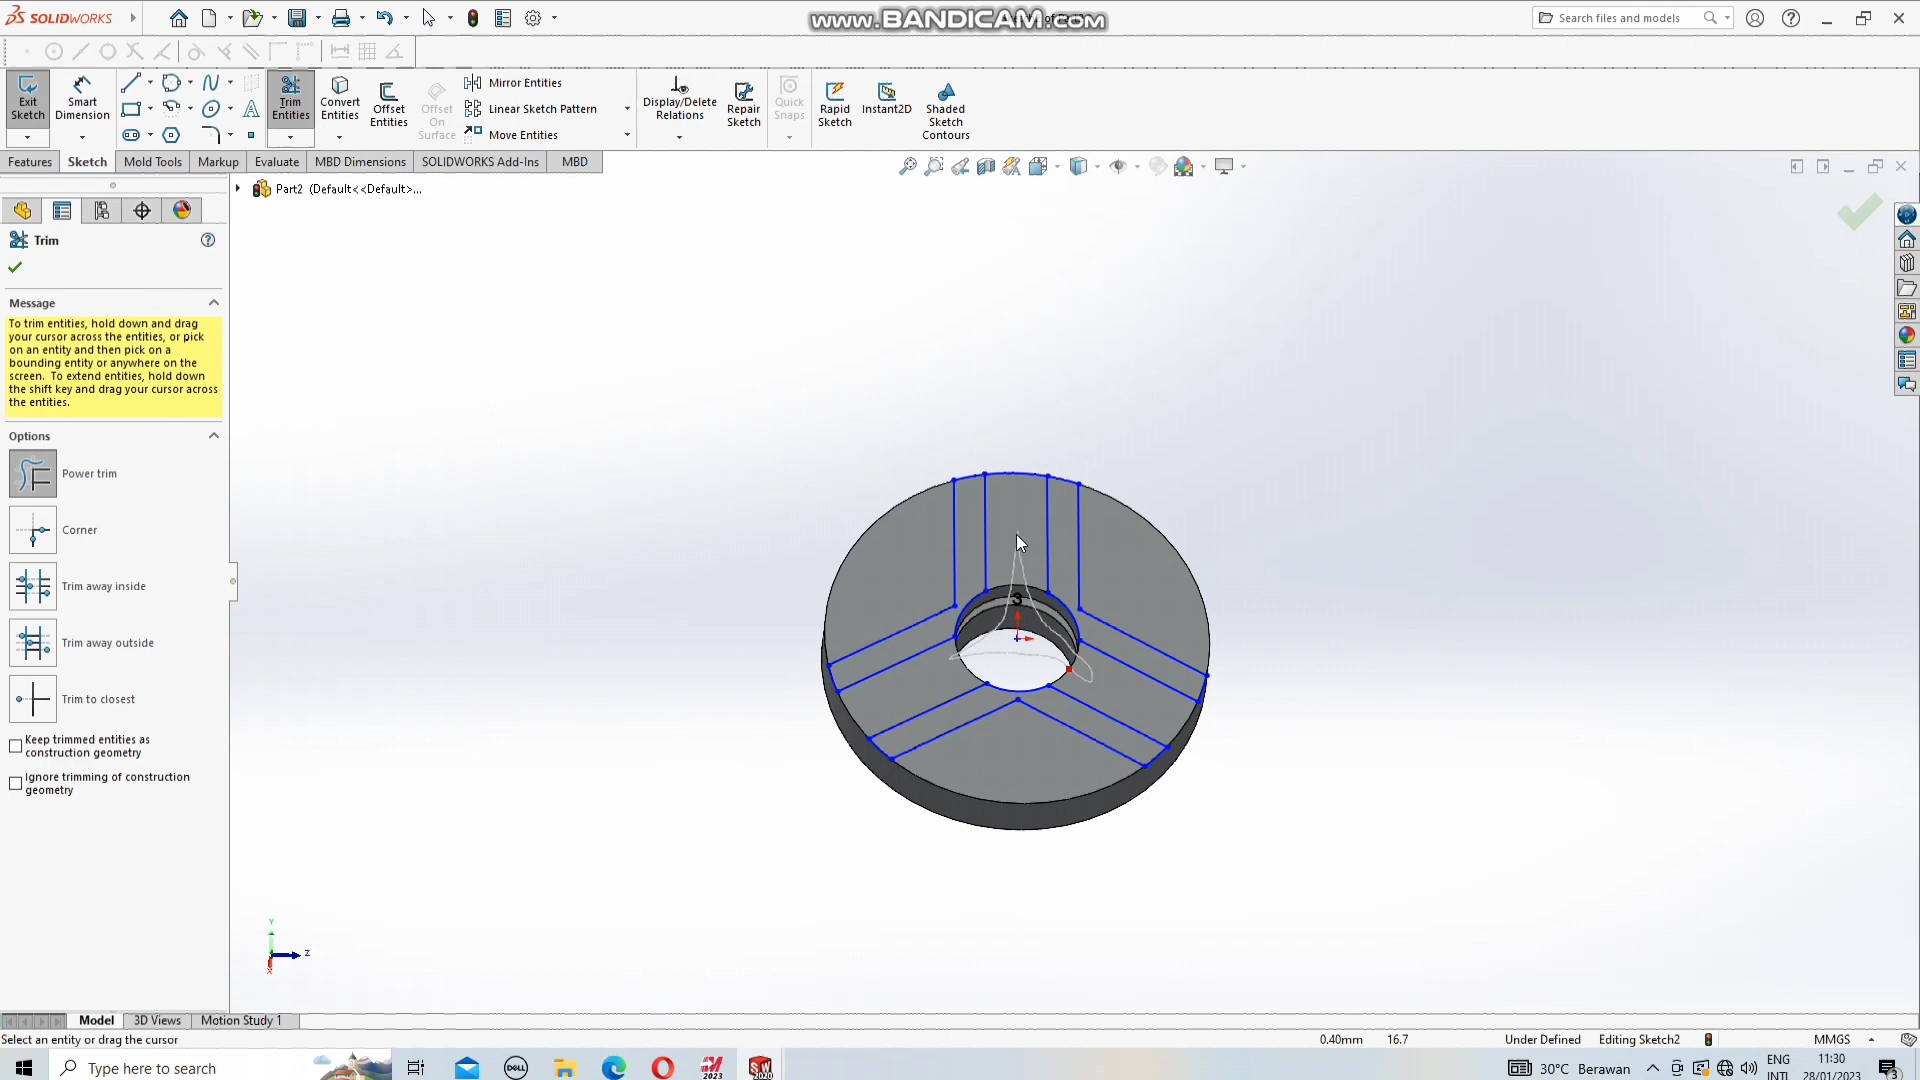 SOLIDWORKS
www.BANDICAM.com
Search files and models
Exit Sketch
Smart Dimension
Trim Entities
Convert Entities
Offset Entities
Offset On Surface
Mirror Entities
Linear Sketch Pattern
Move Entities
Display/Delete Relations
Repair Sketch
Quick Snaps
Rapid Sketch
Instant2D
Shaded Sketch Contours
Features
Sketch
Mold Tools
Markup
Evaluate
MBD Dimensions
SOLIDWORKS Add-Ins
MBD
Part2 (Default<<Default>...
Trim
Message
To trim entities, hold down and drag
your cursor across the entities, or pick
on an entity and then pick on a
bounding entity or anywhere on the
screen. To extend entities, hold down
the shift key and drag your cursor across
the entities.
Options
Power trim
Corner
Trim away inside
Trim away outside
Trim to closest
Keep trimmed entities as
construction geometry
Ignore trimming of construction
geometry
3
Y
Z
X
Model
3D Views
Motion Study 1
Select an entity or drag the cursor
0.40mm
16.7
Under Defined
Editing Sketch2
MMGS
Type here to search
DELL
2023
SW
2020
30°C Berawan
ENG
INTL
11:30
28/01/2023
3